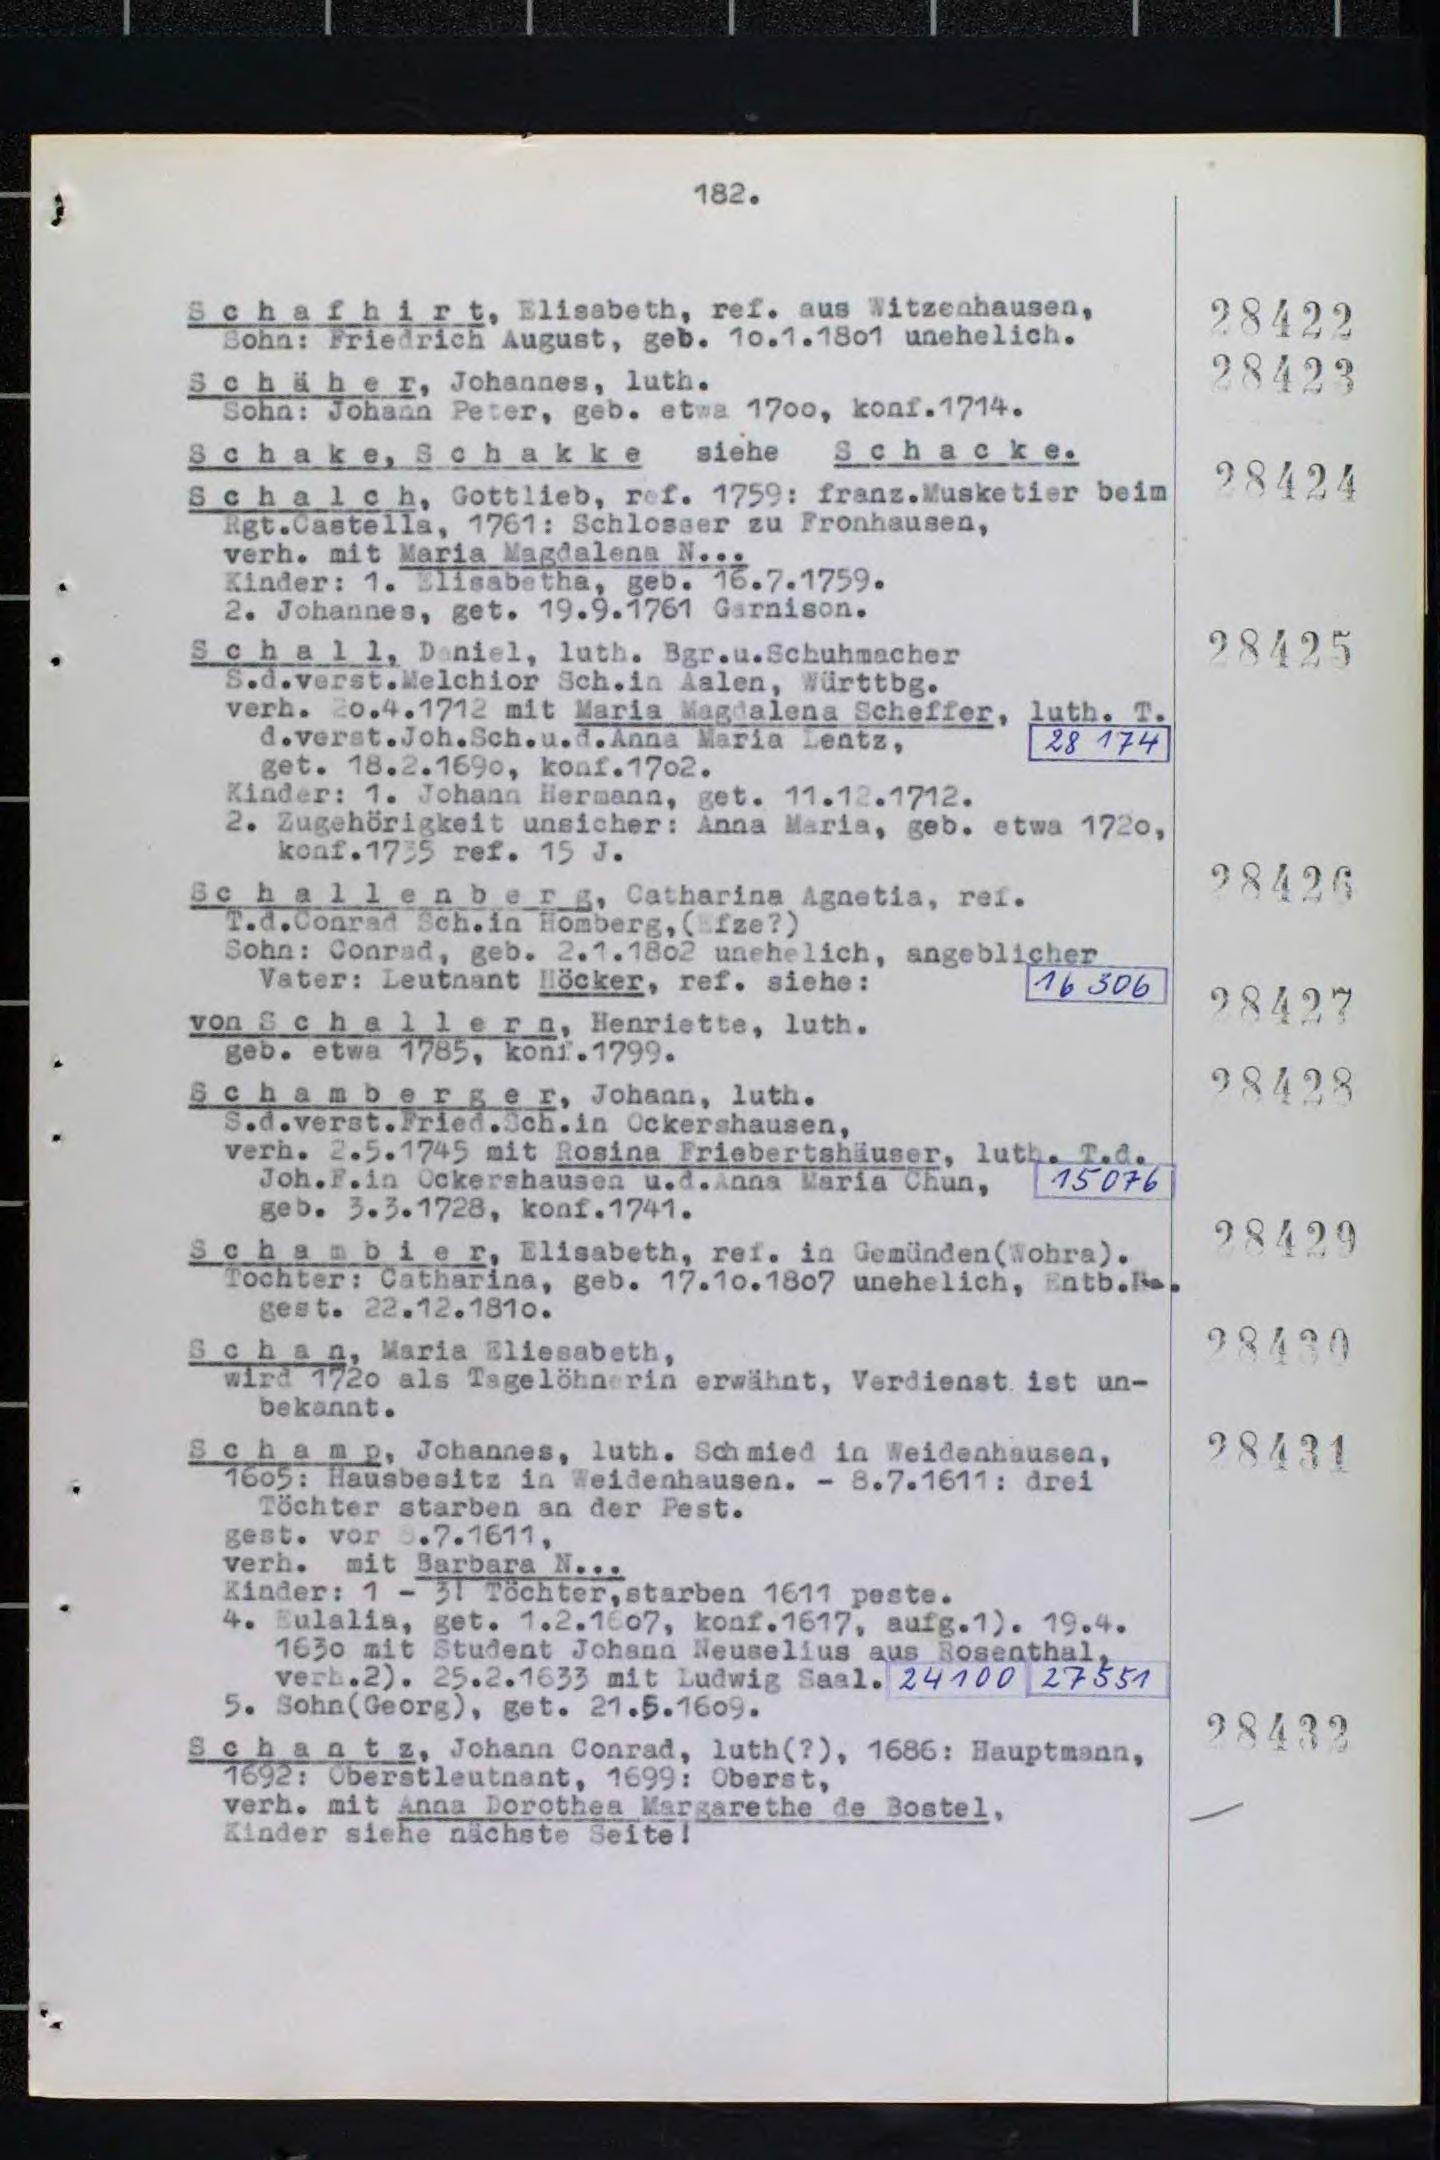 182.
Schafhirt, Elisabeth, ref. aus Witzenhausen, 28422
Sohn: Friedrich August, geb. 10.1.1801 unehelich.
Schäher, Johannes, luth. 28423
Sohn: Johann Peter, geb. etwa 1700, konf.1714.
Schake, Schakke siehe Schacke.
Schalch, Gottlieb, ref. 1759: franz.Musketier beim 28424
Rgt.Castella, 1761: Schlosser zu Fronhausen,
verh. mit Maria Magdalena N...
Kinder: 1. Elisabetha, geb. 16.7.1759.
2. Johannes, get. 19.9.1761 Garnison.
Schall, Daniel, luth. Bgr.u.Schuhmacher 28425
S.d.verst.Melchior Sch.in Aalen, Württbg.
verh. 20.4.1712 mit Maria Magdalena Scheffer, luth. T.
d.verst.Joh.Sch.u.d.Anna Maria Lentz, 28 174
get. 18.2.1690, konf.1702.
Kinder: 1. Johann Hermann, get. 11.12.1712.
2. Zugehörigkeit unsicher: Anna Maria, geb. etwa 1720,
konf.1735 ref. 15 J.
Schallenberg, Catharina Agnetia, ref. 28426
T.d.Conrad Sch.in Homberg,(Efze?)
Sohn: Conrad, geb. 2.1.1802 unehelich, angeblicher
Vater: Leutnant Höcker, ref. siehe: 16 306
von Schallern, Henriette, luth. 28427
geb. etwa 1785, konf.1799.
Schamberger, Johann, luth. 28428
S.d.verst.Fried.Sch.in Ockershausen,
verh. 2.5.1745 mit Rosina Friebertshäuser, luth. T.d.
Joh.F.in Ockershausen u.d.Anna Maria Chun, 15076
geb. 3.3.1728, konf.1741.
Schambier, Elisabeth, ref. in Gemünden(Wohra). 28429
Tochter: Catharina, geb. 17.10.1807 unehelich, Entb.
gest. 22.12.1810.
Schan, Maria Eliesabeth, 28430
wird 1720 als Tagelöhnerin erwähnt, Verdienst ist un-
bekannt.
Schamp, Johannes, luth. Schmied in Weidenhausen, 28431
1605: Hausbesitz in Weidenhausen. - 8.7.1611: drei
Töchter starben an der Pest.
gest. vor 8.7.1611,
verh. mit Barbara N...
Kinder: 1 - 3! Töchter,starben 1611 peste.
4. Eulalia, get. 1.2.1607, konf.1617, aufg.1). 19.4.
1630 mit Student Johann Neuselius aus Rosenthal,
verh.2). 25.2.1633 mit Ludwig Saal. 24100 27551
5. Sohn(Georg), get. 21.5.1609.
Schantz, Johann Conrad, luth(?), 1686: Hauptmann, 28432
1692: Oberstleutnant, 1699: Oberst,
verh. mit Anna Dorothea Margarethe de Bostel,
Kinder siehe nächste Seite!